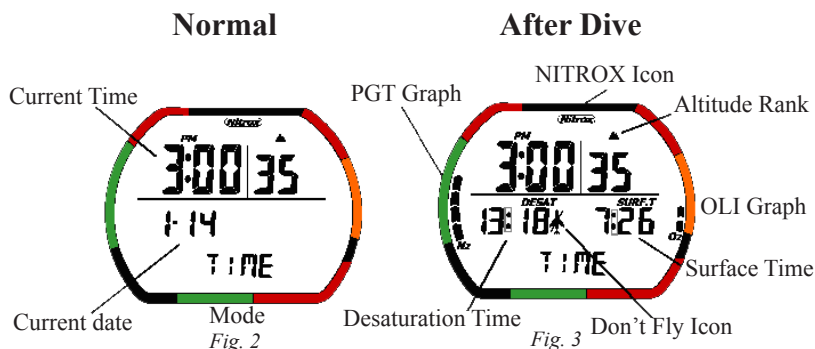 Normal
After Dive
Current Time
PGT Graph
NITROX Icon
Altitude Rank
Nitrox
PM
3:00 35
1-14
TIME
Current date
Mode
Fig. 2
Nitrox
PM
3:00 35
DESAT SURF.T
13:18 7:26
N2
O2
TIME
OLI Graph
Surface Time
Desaturation Time
Don't Fly Icon
Fig. 3